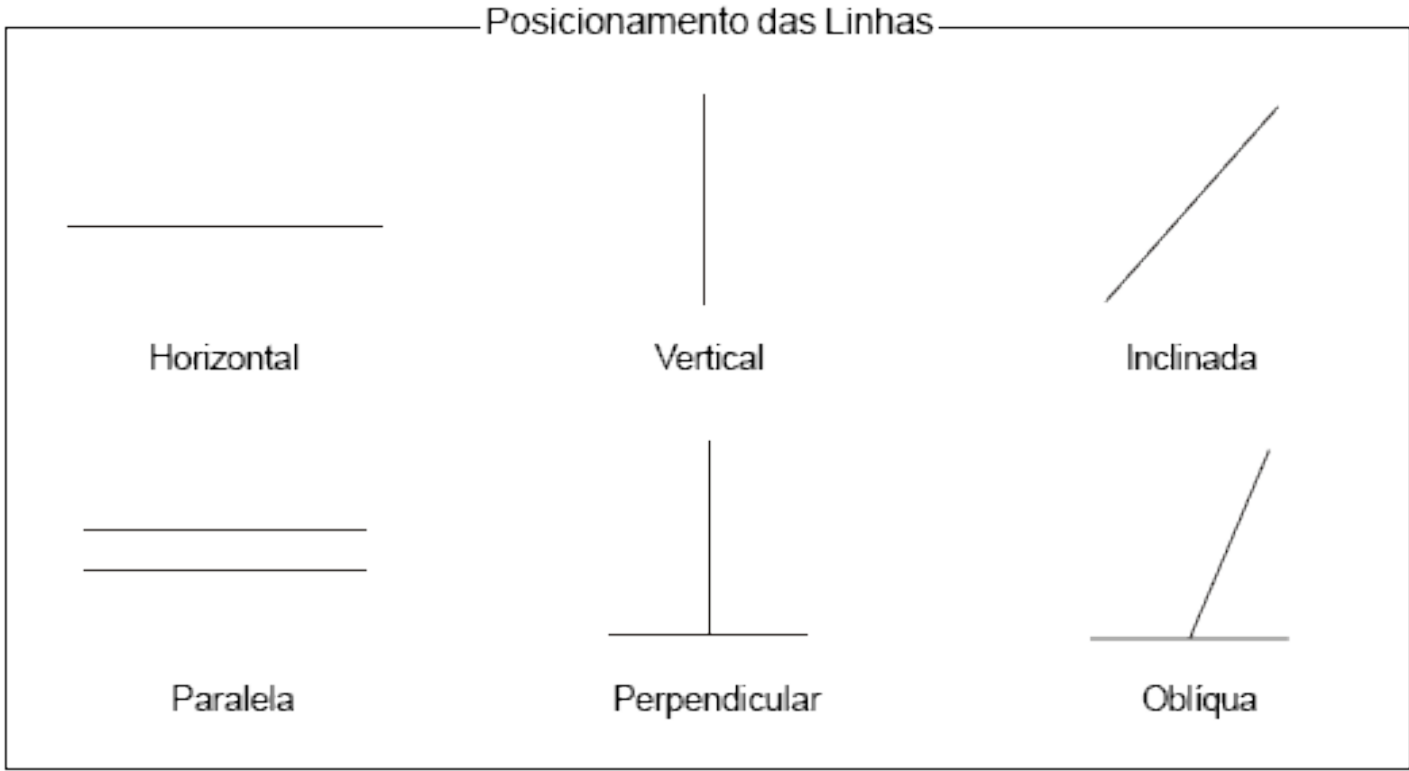 Posicionamento das Linhas
Horizontal Vertical Inclinada
Paralela Perpendicular Oblíqua